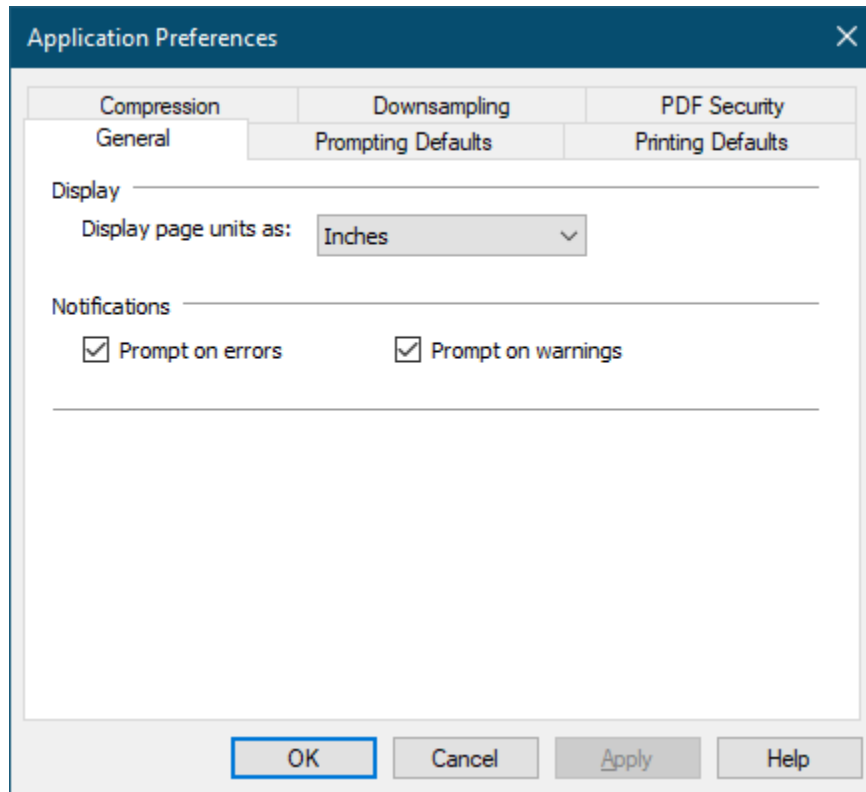 Application Preferences
Compression Downsampling PDF Security
General Prompting Defaults Printing Defaults
Display
Display page units as: Inches
Notifications
Prompt on errors Prompt on warnings
OK Cancel Apply Help